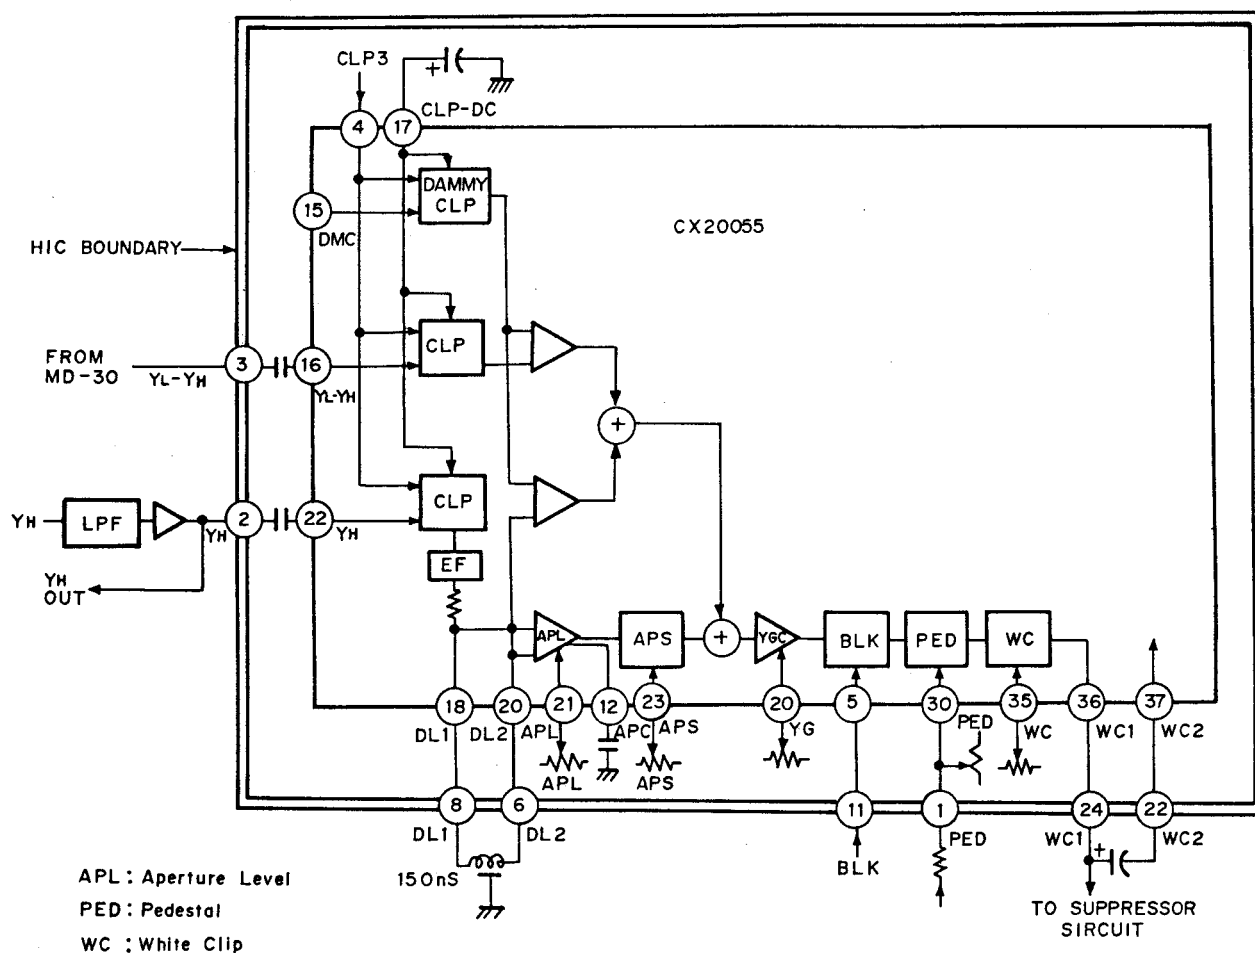 CLP3
+
CLP-DC
4
17
DAMMY
CLP
15
DMC
CX20055
HIC BOUNDARY
FROM
MD-30
YL-YH
3
16
YL-YH
CLP
+
YH
LPF
YH
2
22
YH
CLP
YH
OUT
EF
APL
APS
+
YGC
BLK
PED
WC
18
20
21
12
23
20
5
30
35
36
37
DL1
DL2
APL
APC
APS
YG
PED
WC
WC1
WC2
APL
APS
8
6
11
1
24
22
DL1
DL2
BLK
PED
WC1
+
WC2
150nS
TO SUPPRESSOR
SIRCUIT
APL : Aperture Level
PED : Pedestal
WC : White Clip